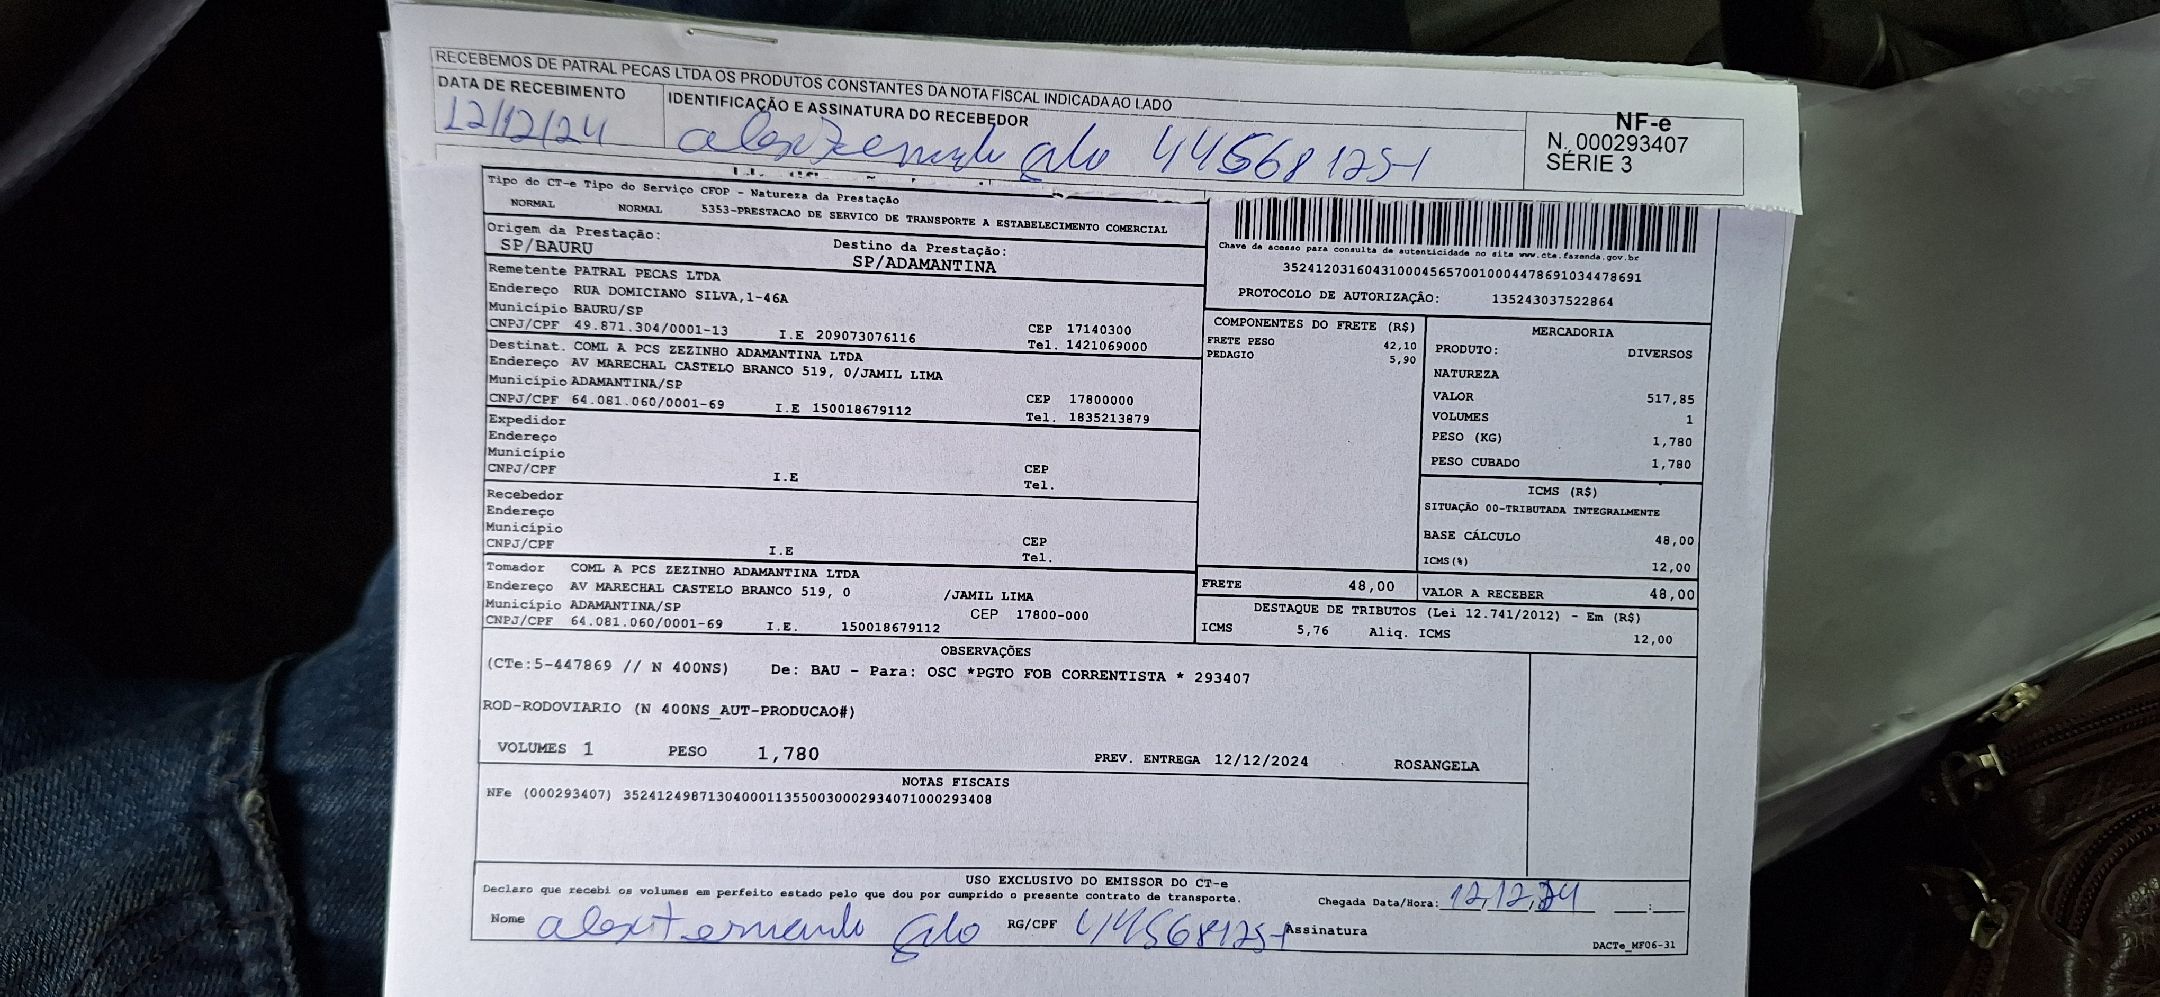 RECEBEMOS DE PATRAL PECAS LTDA OS PRODUTOS CONSTANTES DA NOTA FISCAL INDICADA AO LADO
DATA DE RECEBIMENTO
12/12/24
IDENTIFICAÇÃO E ASSINATURA DO RECEBEDOR
NF-e
N. 000293407
SÉRIE 3
Tipo do CT-e Tipo do Serviço CFOP - Natureza da Prestação
NORMAL NORMAL 5353-PRESTACAO DE SERVICO DE TRANSPORTE A ESTABELECIMENTO COMERCIAL
Origem da Prestação:
SP/BAURU
Destino da Prestação:
SP/ADAMANTINA
Remetente PATRAL PECAS LTDA
Endereço RUA DOMICIANO SILVA,1-46A
Município BAURU/SP CEP 17140300
CNPJ/CPF 49.871.304/0001-13 I.E 209073076116 Tel. 1421069000
Destinat. COML A PCS ZEZINHO ADAMANTINA LTDA
Endereço AV MARECHAL CASTELO BRANCO 519, 0/JAMIL LIMA
Município ADAMANTINA/SP CEP 17800000
CNPJ/CPF 64.081.060/0001-69 I.E 150018679112 Tel. 1835213879
Expedidor
Endereço
Município CEP
CNPJ/CPF I.E Tel.
Recebedor
Endereço
Município CEP
CNPJ/CPF I.E Tel.
Tomador COML A PCS ZEZINHO ADAMANTINA LTDA
Endereço AV MARECHAL CASTELO BRANCO 519, 0 /JAMIL LIMA
Município ADAMANTINA/SP CEP 17800-000
CNPJ/CPF 64.081.060/0001-69 I.E. 150018679112
Chave de acesso para consulta de autenticidade no site www.cte.fazenda.gov.br
35241203160431000456570010004478691034478691
PROTOCOLO DE AUTORIZAÇÃO: 135243037522864
COMPONENTES DO FRETE (R$)
FRETE PESO 42,10
PEDAGIO 5,90
MERCADORIA
PRODUTO: DIVERSOS
NATUREZA
VALOR 517,85
VOLUMES 1
PESO (KG) 1,780
PESO CUBADO 1,780
ICMS (R$)
SITUAÇÃO 00-TRIBUTADA INTEGRALMENTE
BASE CÁLCULO 48,00
ICMS(%) 12,00
FRETE 48,00 VALOR A RECEBER 48,00
DESTAQUE DE TRIBUTOS (Lei 12.741/2012) - Em (R$)
ICMS 5,76 Aliq. ICMS 12,00
OBSERVAÇÕES
(CTe:5-447869 // N 400NS) De: BAU - Para: OSC *PGTO FOB CORRENTISTA * 293407
ROD-RODOVIARIO (N 400NS_AUT-PRODUCAO#)
VOLUMES 1 PESO 1,780 PREV. ENTREGA 12/12/2024 ROSANGELA
NOTAS FISCAIS
NFe (000293407) 35241249871304000113550030002934071000293408
USO EXCLUSIVO DO EMISSOR DO CT-e
Declaro que recebi os volumes em perfeito estado pelo que dou por cumprido o presente contrato de transporte. Chegada Data/Hora: 12,12,24 __:__
Nome RG/CPF Assinatura
DACTe_MF06-31